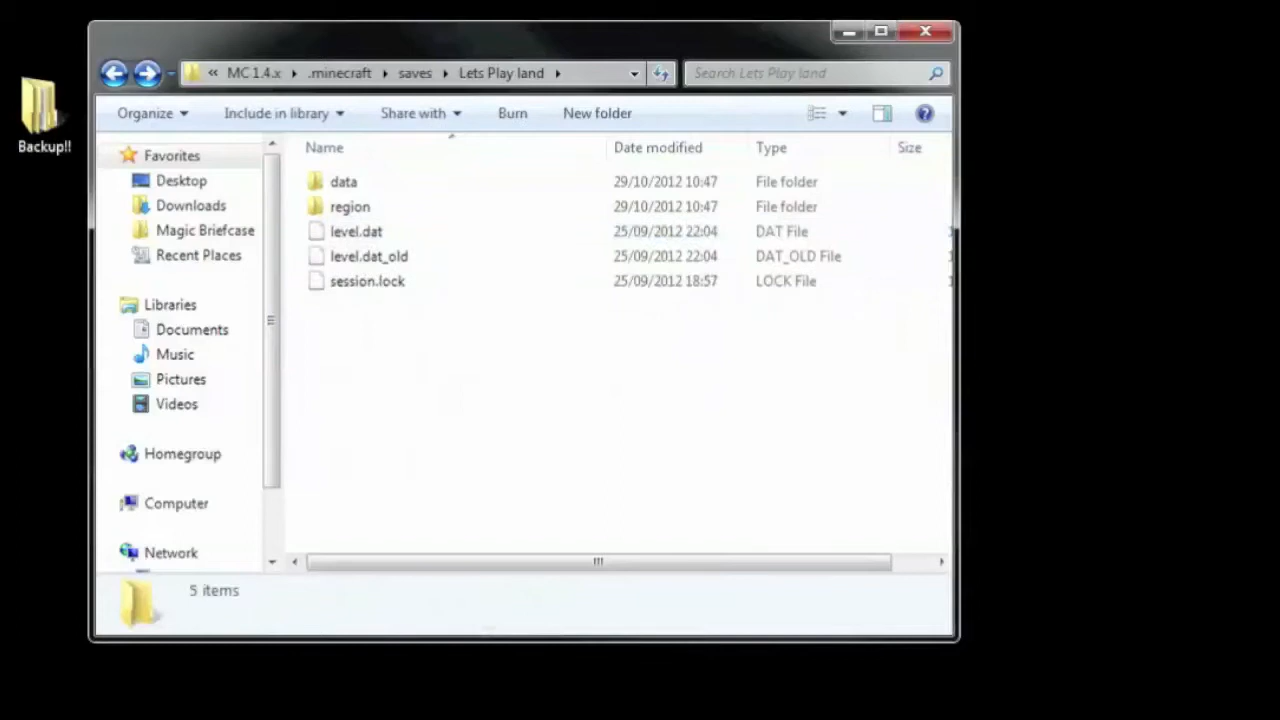 Backup!!
« MC 1.4.x .minecraft saves Lets Play land
Search Lets Play land
Organize Include in library Share with Burn New folder
Name Date modified Type Size
Favorites
Desktop
Downloads
Magic Briefcase
Recent Places
Libraries
Documents
Music
Pictures
Videos
Homegroup
Computer
Network
data 29/10/2012 10:47 File folder
region 29/10/2012 10:47 File folder
level.dat 25/09/2012 22:04 DAT File
level.dat_old 25/09/2012 22:04 DAT_OLD File
session.lock 25/09/2012 18:57 LOCK File
5 items